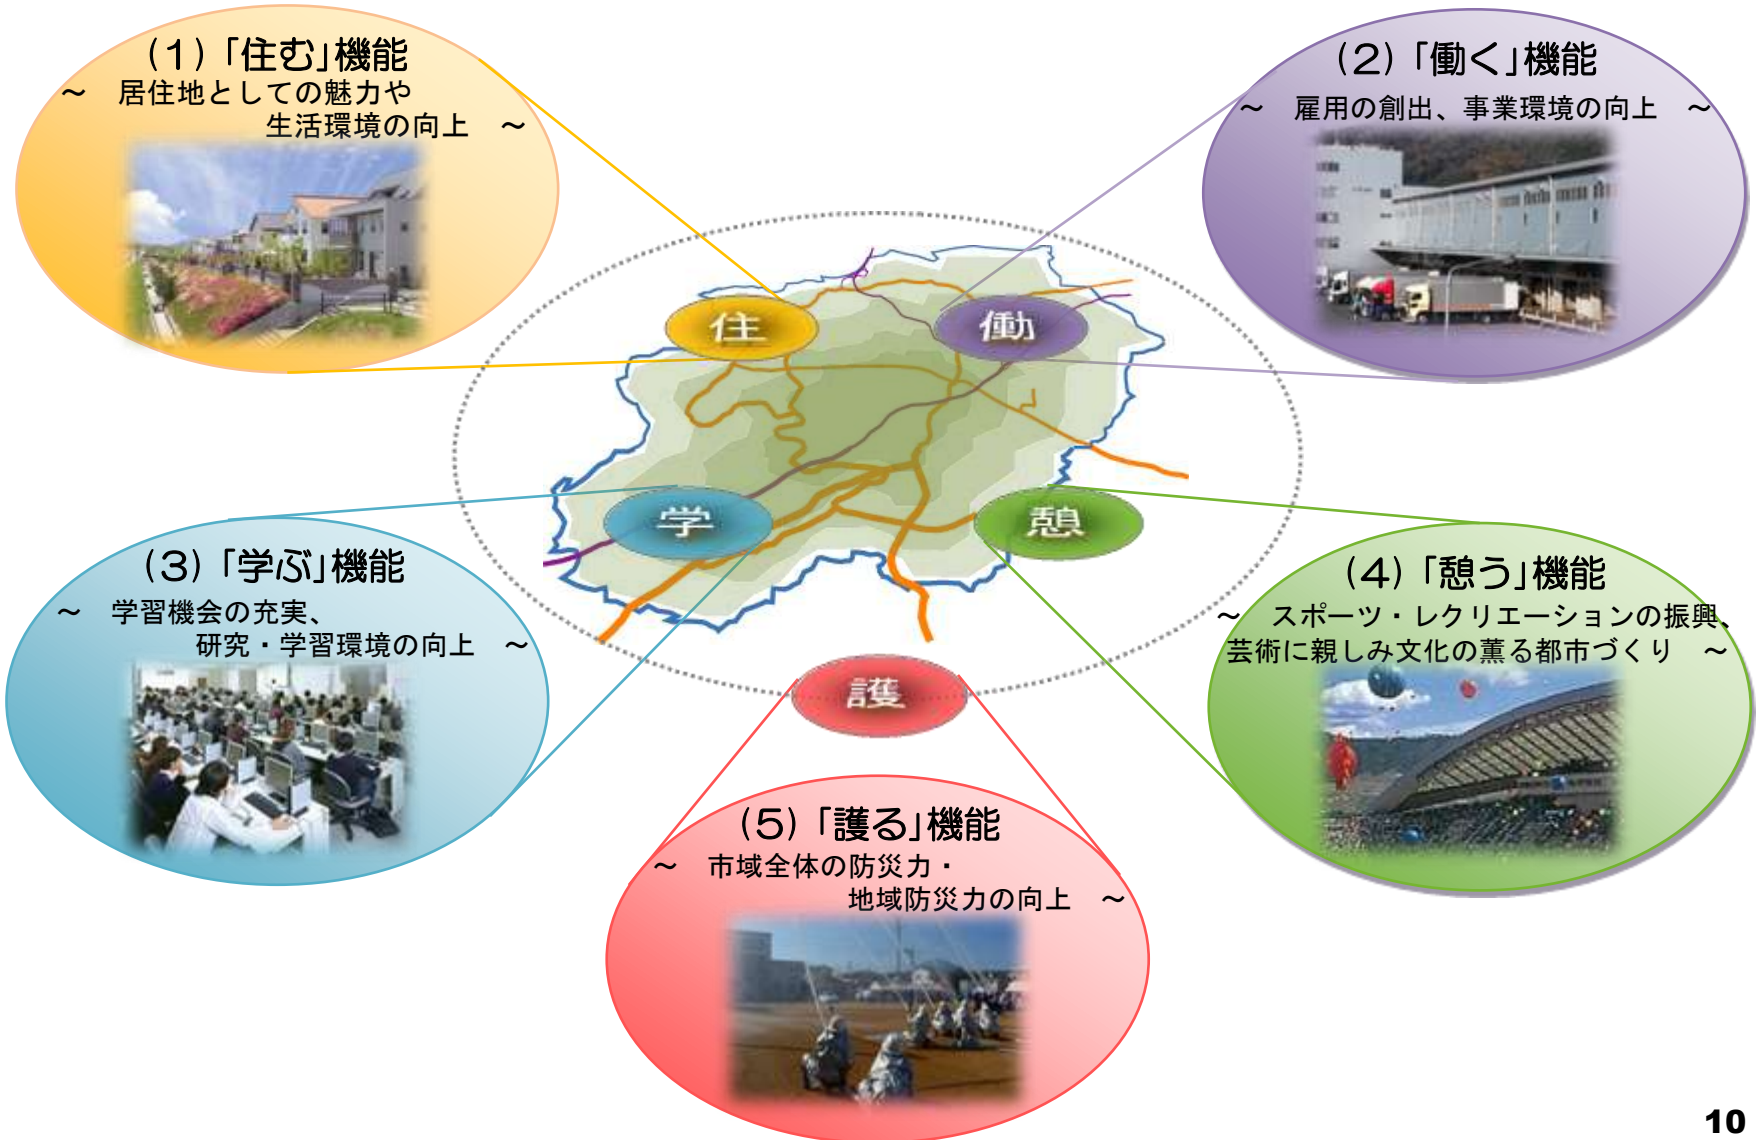 (1)「住む」機能
～　居住地としての魅力や
生活環境の向上　～
(2)「働く」機能
～　雇用の創出、事業環境の向上　～
住
働
学
憩
護
(3)「学ぶ」機能
～　学習機会の充実、
研究・学習環境の向上　～
(4)「憩う」機能
～　スポーツ・レクリエーションの振興、
芸術に親しみ文化の薫る都市づくり　～
(5)「護る」機能
～　市域全体の防災力・
地域防災力の向上　～
10